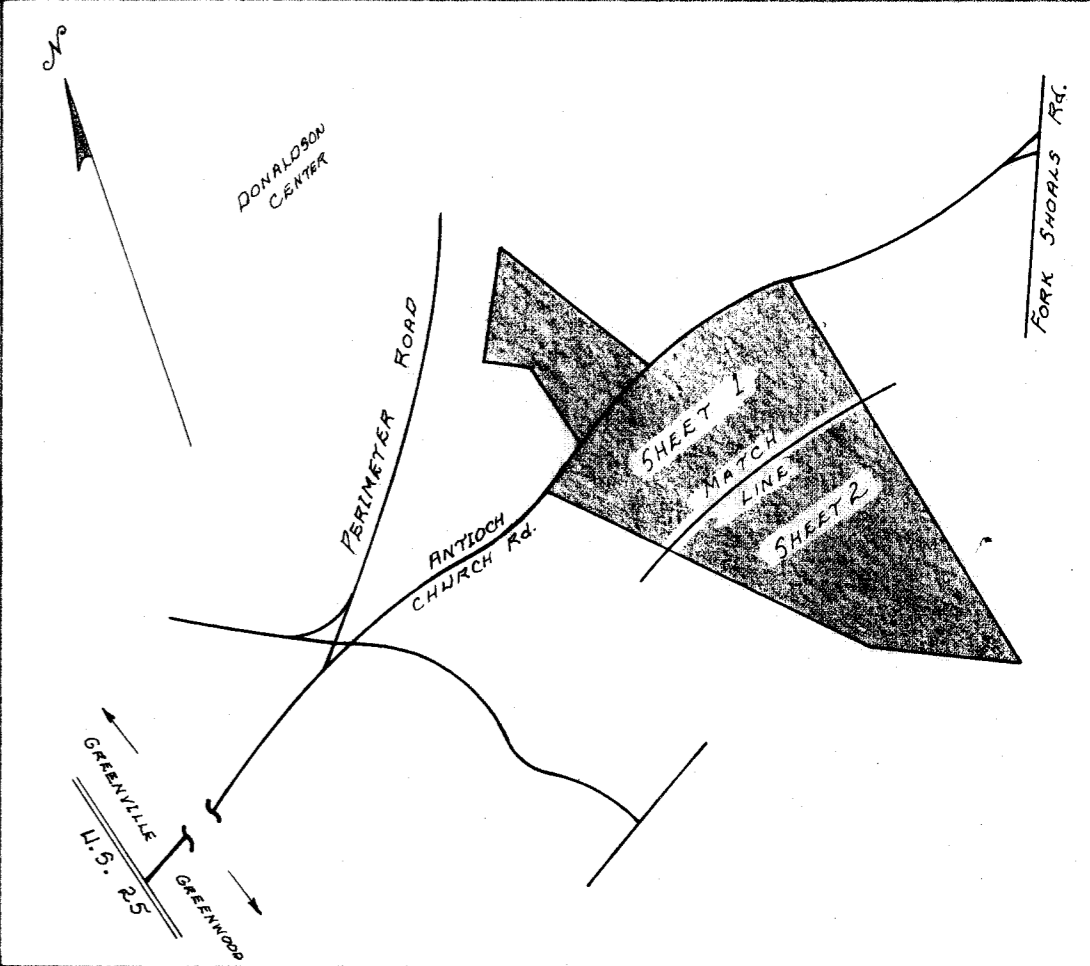 N
DONALDSON
CENTER
FORK SHOALS Rd.
PERIMETER ROAD
SHEET 1
MATCH
LINE
SHEET 2
ANTIOCH
CHURCH Rd.
GREENVILLE
U.S. 25
GREENWOOD